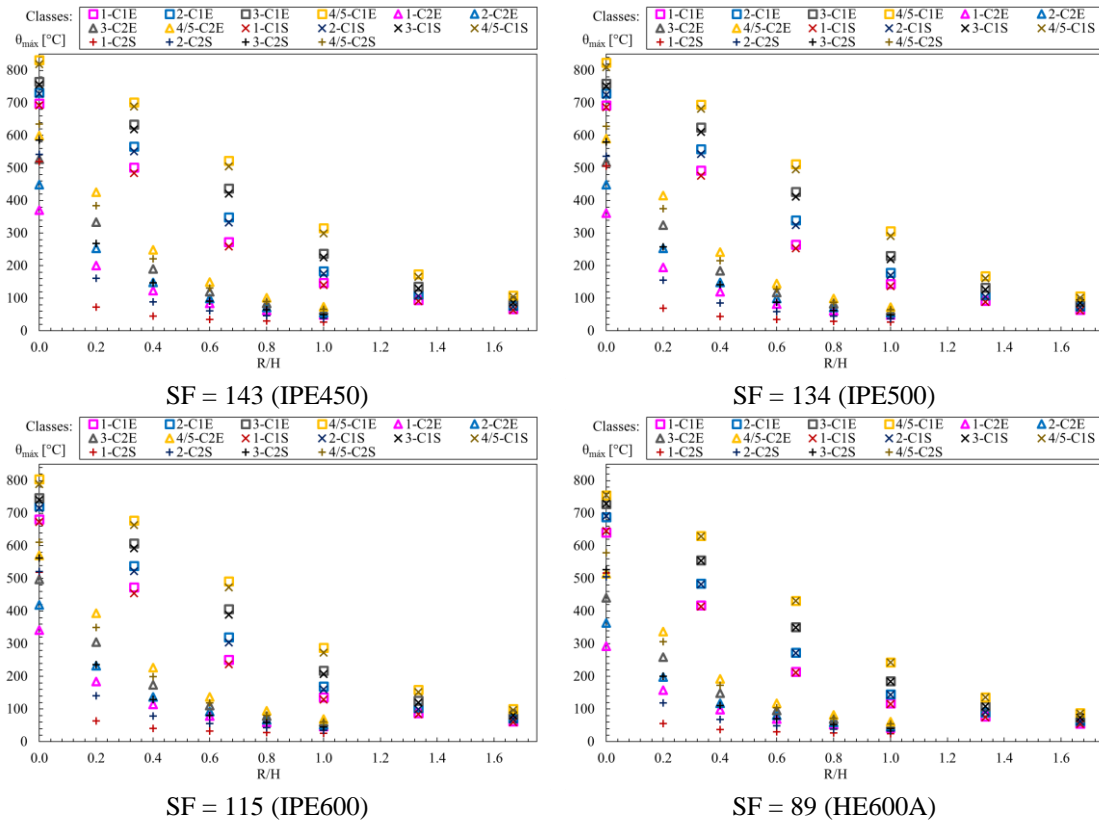 Classes: 1-C1E 2-C1E 3-C1E 4/5-C1E 1-C2E 2-C2E
3-C2E 4/5-C2E 1-C1S 2-C1S 3-C1S 4/5-C1S
θmáx [°C] 1-C2S 2-C2S 3-C2S 4/5-C2S
800
700
600
500
400
300
200
100
0
0.0 0.2 0.4 0.6 0.8 1.0 1.2 1.4 1.6
R/H
SF = 143 (IPE450)
Classes: 1-C1E 2-C1E 3-C1E 4/5-C1E 1-C2E 2-C2E
3-C2E 4/5-C2E 1-C1S 2-C1S 3-C1S 4/5-C1S
θmáx [°C] 1-C2S 2-C2S 3-C2S 4/5-C2S
800
700
600
500
400
300
200
100
0
0.0 0.2 0.4 0.6 0.8 1.0 1.2 1.4 1.6
R/H
SF = 134 (HEE500)
Classes: 1-C1E 2-C1E 3-C1E 4/5-C1E 1-C2E 2-C2E
3-C2E 4/5-C2E 1-C1S 2-C1S 3-C1S 4/5-C1S
θmáx [°C] 1-C2S 2-C2S 3-C2S 4/5-C2S
800
700
600
500
400
300
200
100
0
0.0 0.2 0.4 0.6 0.8 1.0 1.2 1.4 1.6
R/H
SF = 115 (IPE600)
Classes: 1-C1E 2-C1E 3-C1E 4/5-C1E 1-C2E 2-C2E
3-C2E 4/5-C2E 1-C1S 2-C1S 3-C1S 4/5-C1S
θmáx [°C] 1-C2S 2-C2S 3-C2S 4/5-C2S
800
700
600
500
400
300
200
100
0
0.0 0.2 0.4 0.6 0.8 1.0 1.2 1.4 1.6
R/H
SF = 89 (HE600A)